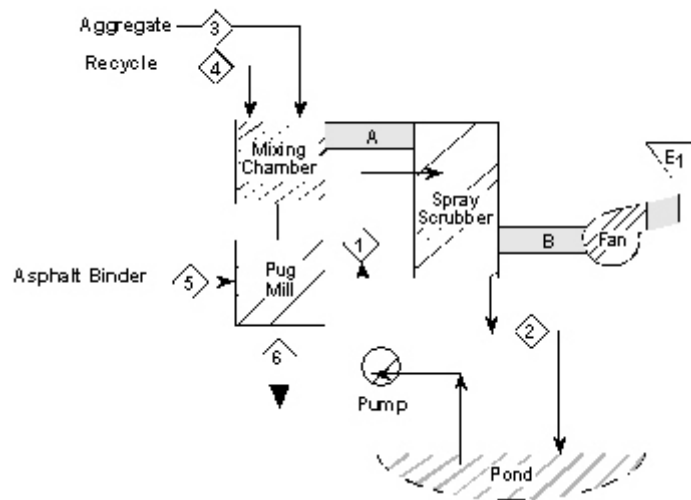 Aggregate
3
Recycle
4
A
E1
Mixing
Chamber
Spray
Scrubber
B
Fan
1
Asphalt Binder
5
Pug
Mill
2
6
Pump
Pond